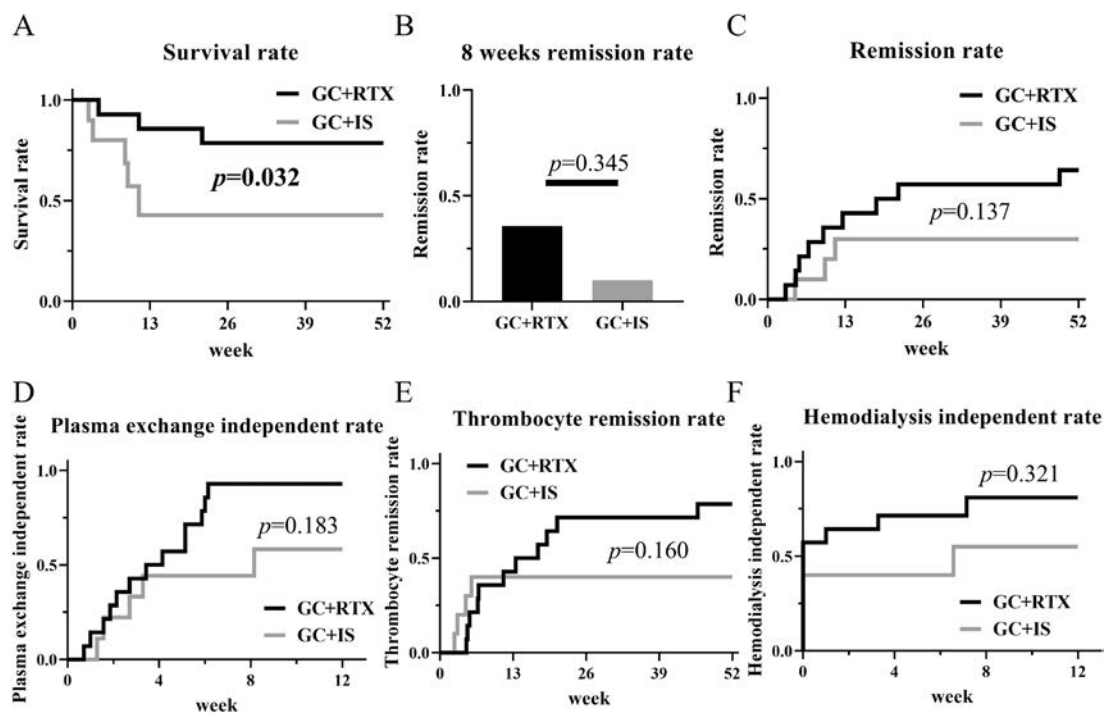 A
Survival rate
GC+RTX
GC+IS
p=0.032
Survival rate
1.0
0.5
0.0
0 13 26 39 52
week
B
8 weeks remission rate
p=0.345
Remission rate
1.0
0.5
0.0
GC+RTX GC+IS
C
Remission rate
GC+RTX
GC+IS
p=0.137
Remission rate
1.0
0.5
0.0
0 13 26 39 52
week
D
Plasma exchange independent rate
p=0.183
GC+RTX
GC+IS
Plasma exchange independent rate
1.0
0.5
0.0
0 4 8 12
week
E
Thrombocyte remission rate
GC+RTX
GC+IS
p=0.160
Thrombocyte remission rate
1.0
0.5
0.0
0 13 26 39 52
week
F
Hemodialysis independent rate
p=0.321
GC+RTX
GC+IS
Hemodialysis independent rate
1.0
0.5
0.0
0 4 8 12
week